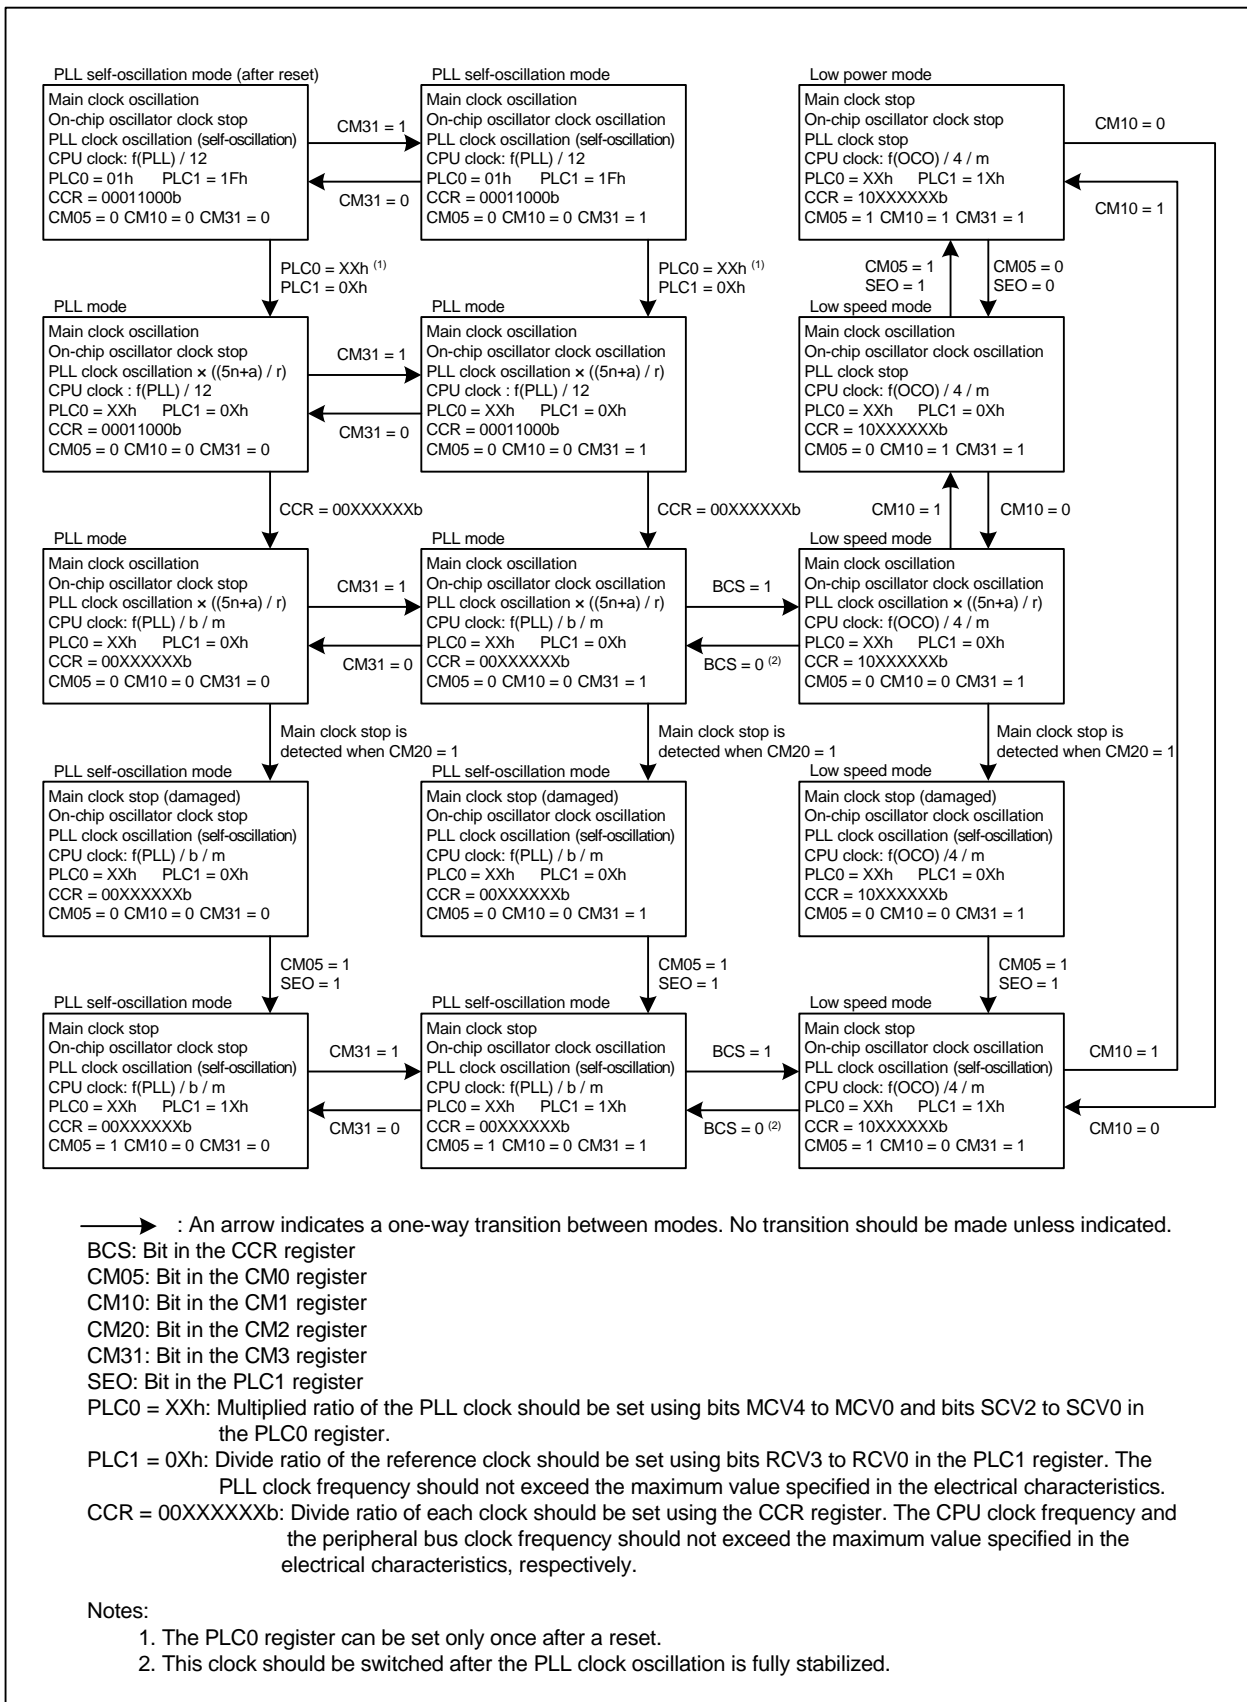 PLL self-oscillation mode (after reset)
Main clock oscillation
On-chip oscillator clock stop
PLL clock oscillation (self-oscillation)
CPU clock: f(PLL) / 12
PLC0 = 01h PLC1 = 1Fh
CCR = 00011000b
CM05 = 0 CM10 = 0 CM31 = 0
CM31 = 1
CM31 = 0
PLL self-oscillation mode
Main clock oscillation
On-chip oscillator clock oscillation
PLL clock oscillation (self-oscillation)
CPU clock: f(PLL) / 12
PLC0 = 01h PLC1 = 1Fh
CCR = 00011000b
CM05 = 0 CM10 = 0 CM31 = 1
Low power mode
Main clock stop
On-chip oscillator clock stop
PLL clock stop
CPU clock: f(OCO) / 4 / m
PLC0 = XXh PLC1 = 1Xh
CCR = 10XXXXXXb
CM05 = 1 CM10 = 1 CM31 = 1
CM10 = 0
CM10 = 1
PLC0 = XXh (1)
PLC1 = 0Xh
PLC0 = XXh (1)
PLC1 = 0Xh
CM05 = 1
SEO = 1
CM05 = 0
SEO = 0
PLL mode
Main clock oscillation
On-chip oscillator clock stop
PLL clock oscillation × ((5n+a) / r)
CPU clock : f(PLL) / 12
PLC0 = XXh PLC1 = 0Xh
CCR = 00011000b
CM05 = 0 CM10 = 0 CM31 = 0
CM31 = 1
CM31 = 0
PLL mode
Main clock oscillation
On-chip oscillator clock oscillation
PLL clock oscillation × ((5n+a) / r)
CPU clock : f(PLL) / 12
PLC0 = XXh PLC1 = 0Xh
CCR = 00011000b
CM05 = 0 CM10 = 0 CM31 = 1
Low speed mode
Main clock oscillation
On-chip oscillator clock oscillation
PLL clock stop
CPU clock: f(OCO) / 4 / m
PLC0 = XXh PLC1 = 0Xh
CCR = 10XXXXXXb
CM05 = 0 CM10 = 1 CM31 = 1
CCR = 00XXXXXXb
CCR = 00XXXXXXb
CM10 = 1
CM10 = 0
PLL mode
Main clock oscillation
On-chip oscillator clock stop
PLL clock oscillation × ((5n+a) / r)
CPU clock: f(PLL) / b / m
PLC0 = XXh PLC1 = 0Xh
CCR = 00XXXXXXb
CM05 = 0 CM10 = 0 CM31 = 0
CM31 = 1
CM31 = 0
PLL mode
Main clock oscillation
On-chip oscillator clock oscillation
PLL clock oscillation × ((5n+a) / r)
CPU clock: f(PLL) / b / m
PLC0 = XXh PLC1 = 0Xh
CCR = 00XXXXXXb
CM05 = 0 CM10 = 0 CM31 = 1
BCS = 1
BCS = 0 (2)
Low speed mode
Main clock oscillation
On-chip oscillator clock oscillation
PLL clock oscillation × ((5n+a) / r)
CPU clock: f(OCO) / 4 / m
PLC0 = XXh PLC1 = 0Xh
CCR = 10XXXXXXb
CM05 = 0 CM10 = 0 CM31 = 1
Main clock stop is
detected when CM20 = 1
Main clock stop is
detected when CM20 = 1
Main clock stop is
detected when CM20 = 1
PLL self-oscillation mode
Main clock stop (damaged)
On-chip oscillator clock stop
PLL clock oscillation (self-oscillation)
CPU clock: f(PLL) / b / m
PLC0 = XXh PLC1 = 0Xh
CCR = 00XXXXXXb
CM05 = 0 CM10 = 0 CM31 = 0
PLL self-oscillation mode
Main clock stop (damaged)
On-chip oscillator clock oscillation
PLL clock oscillation (self-oscillation)
CPU clock: f(PLL) / b / m
PLC0 = XXh PLC1 = 0Xh
CCR = 00XXXXXXb
CM05 = 0 CM10 = 0 CM31 = 1
Low speed mode
Main clock stop (damaged)
On-chip oscillator clock oscillation
PLL clock oscillation (self-oscillation)
CPU clock: f(OCO) /4 / m
PLC0 = XXh PLC1 = 0Xh
CCR = 10XXXXXXb
CM05 = 0 CM10 = 0 CM31 = 1
CM05 = 1
SEO = 1
CM05 = 1
SEO = 1
CM05 = 1
SEO = 1
PLL self-oscillation mode
Main clock stop
On-chip oscillator clock stop
PLL clock oscillation (self-oscillation)
CPU clock: f(PLL) / b / m
PLC0 = XXh PLC1 = 1Xh
CCR = 00XXXXXXb
CM05 = 1 CM10 = 0 CM31 = 0
CM31 = 1
CM31 = 0
PLL self-oscillation mode
Main clock stop
On-chip oscillator clock oscillation
PLL clock oscillation (self-oscillation)
CPU clock: f(PLL) / b / m
PLC0 = XXh PLC1 = 1Xh
CCR = 00XXXXXXb
CM05 = 1 CM10 = 0 CM31 = 1
BCS = 1
BCS = 0 (2)
Low speed mode
Main clock stop
On-chip oscillator clock oscillation
PLL clock oscillation (self-oscillation)
CPU clock: f(OCO) /4 / m
PLC0 = XXh PLC1 = 1Xh
CCR = 10XXXXXXb
CM05 = 1 CM10 = 0 CM31 = 1
CM10 = 1
CM10 = 0
: An arrow indicates a one-way transition between modes. No transition should be made unless indicated.
BCS: Bit in the CCR register
CM05: Bit in the CM0 register
CM10: Bit in the CM1 register
CM20: Bit in the CM2 register
CM31: Bit in the CM3 register
SEO: Bit in the PLC1 register
PLC0 = XXh: Multiplied ratio of the PLL clock should be set using bits MCV4 to MCV0 and bits SCV2 to SCV0 in
the PLC0 register.
PLC1 = 0Xh: Divide ratio of the reference clock should be set using bits RCV3 to RCV0 in the PLC1 register. The
PLL clock frequency should not exceed the maximum value specified in the electrical characteristics.
CCR = 00XXXXXXb: Divide ratio of each clock should be set using the CCR register. The CPU clock frequency and
the peripheral bus clock frequency should not exceed the maximum value specified in the
electrical characteristics, respectively.
Notes:
1. The PLC0 register can be set only once after a reset.
2. This clock should be switched after the PLL clock oscillation is fully stabilized.